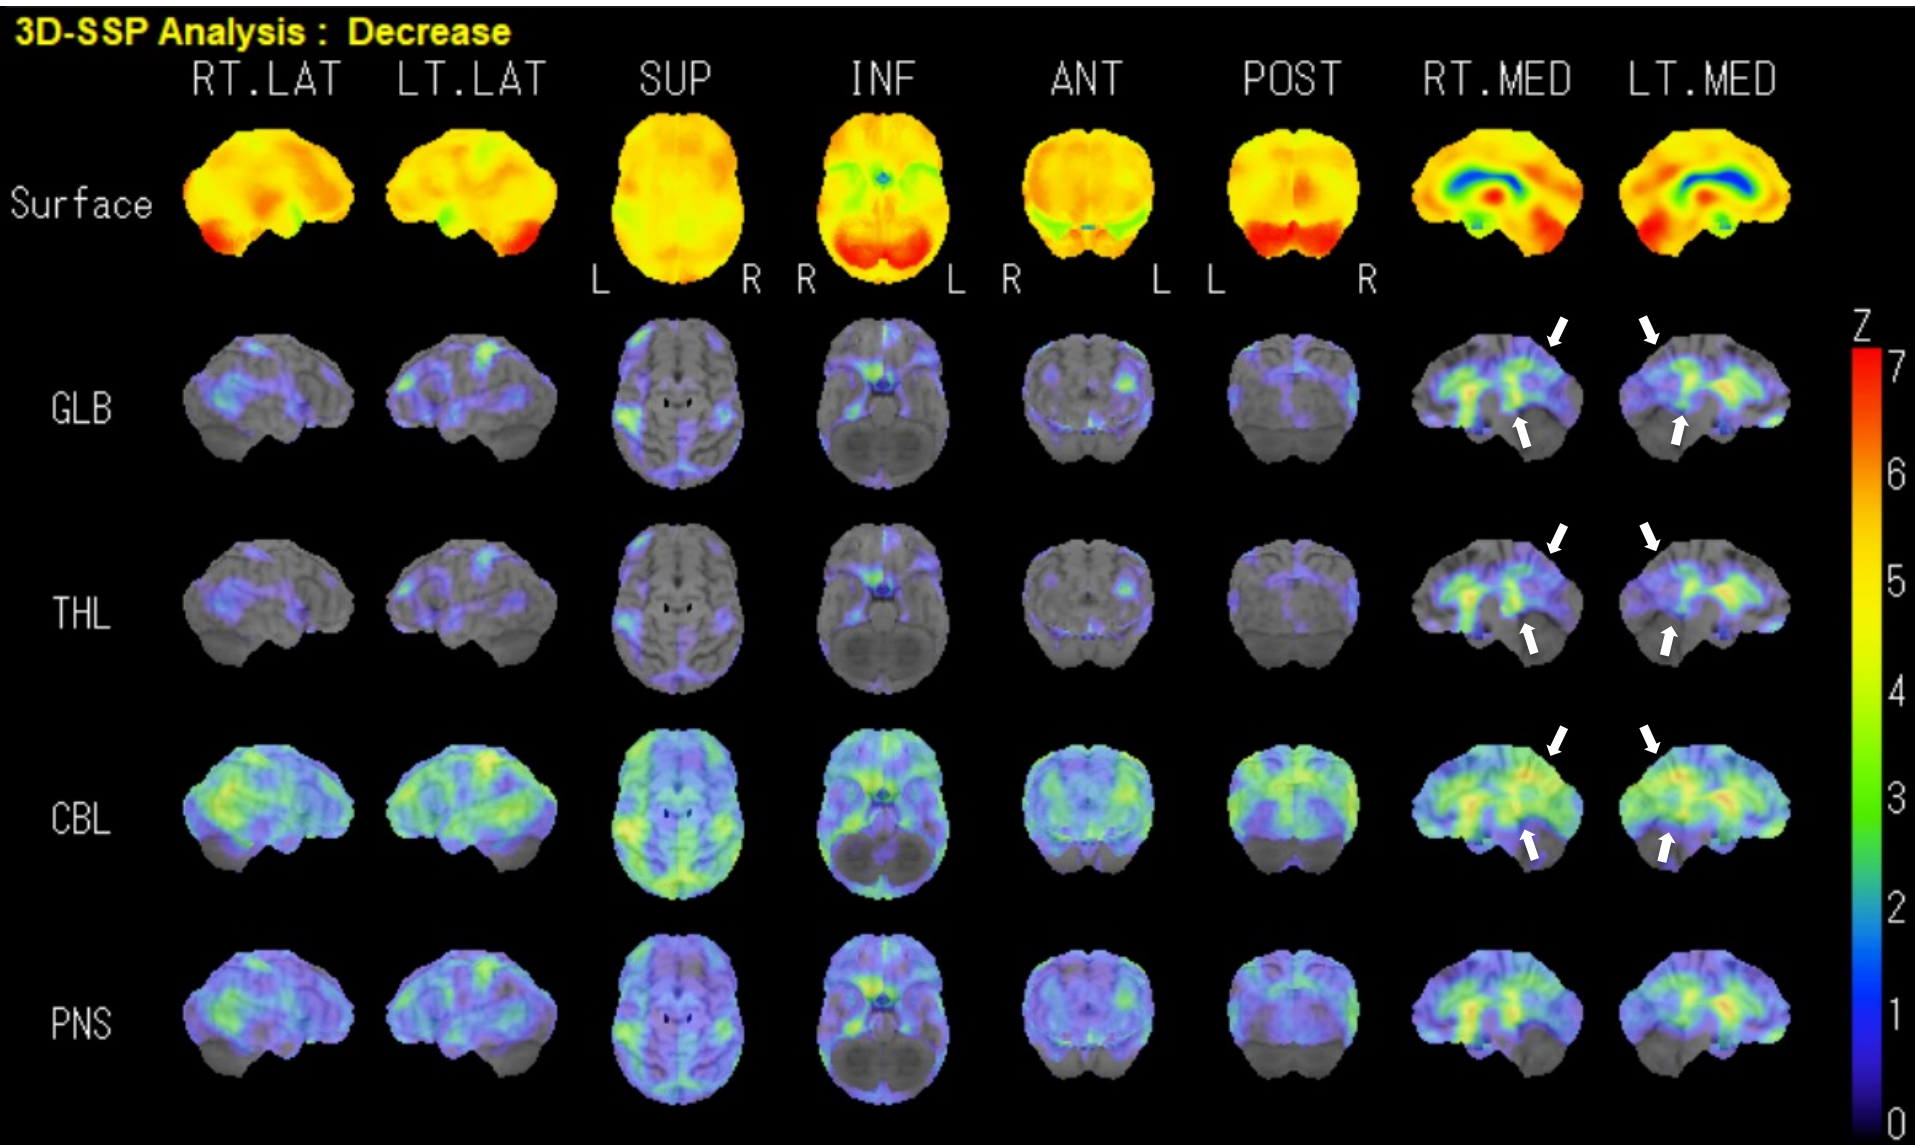 3D-SSP Analysis : Decrease
RT.LAT LT.LAT SUP INF ANT POST RT.MED LT.MED
Surface
L R R L R L L R
Z
GLB
7
6
THL
5
4
CBL
3
2
PNS
1
0